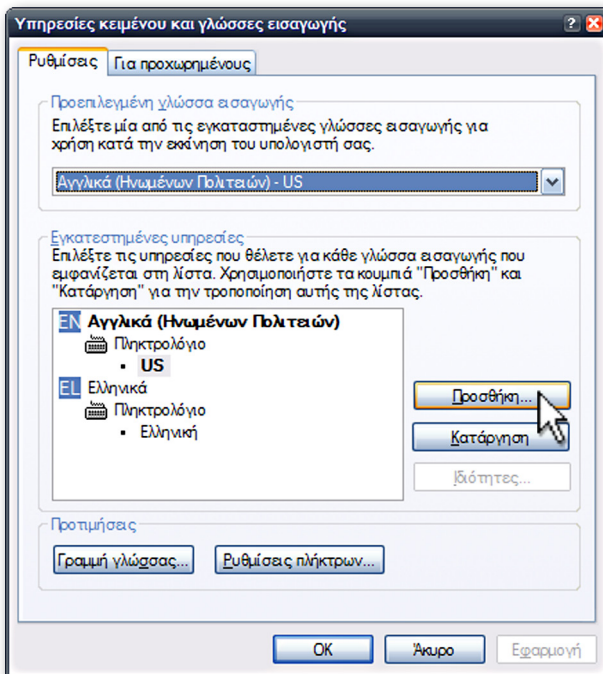 Υπηρεσίες κειμένου και γλώσσες εισαγωγής
Ρυθμίσεις Για προχωρημένους
Προεπιλεγμένη γλώσσα εισαγωγής
Επιλέξτε μία από τις εγκαταστημένες γλώσσες εισαγωγής για
χρήση κατά την εκκίνηση του υπολογιστή σας.
Αγγλικά (Ηνωμένων Πολιτειών) - US
Εγκατεστημένες υπηρεσίες
Επιλέξτε τις υπηρεσίες που θέλετε για κάθε γλώσσα εισαγωγής που
εμφανίζεται στη λίστα. Χρησιμοποιήστε τα κουμπιά "Προσθήκη" και
"Κατάργηση" για την τροποποίηση αυτής της λίστας.
EN Αγγλικά (Ηνωμένων Πολιτειών)
Πληκτρολόγιο
• US
EL Ελληνικά
Πληκτρολόγιο
• Ελληνική
Προσθήκη...
Κατάργηση
Ιδιότητες...
Προτιμήσεις
Γραμμή γλώσσας... Ρυθμίσεις πλήκτρων...
OK Άκυρο Εφαρμογή